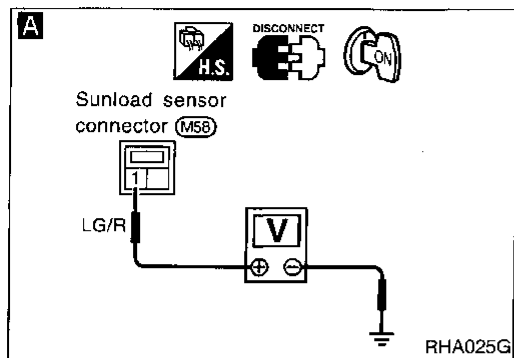 A
H.S.
DISCONNECT
ON
Sunload sensor
connector M58
1
LG/R
V
⊕ ⊖
RHA025G